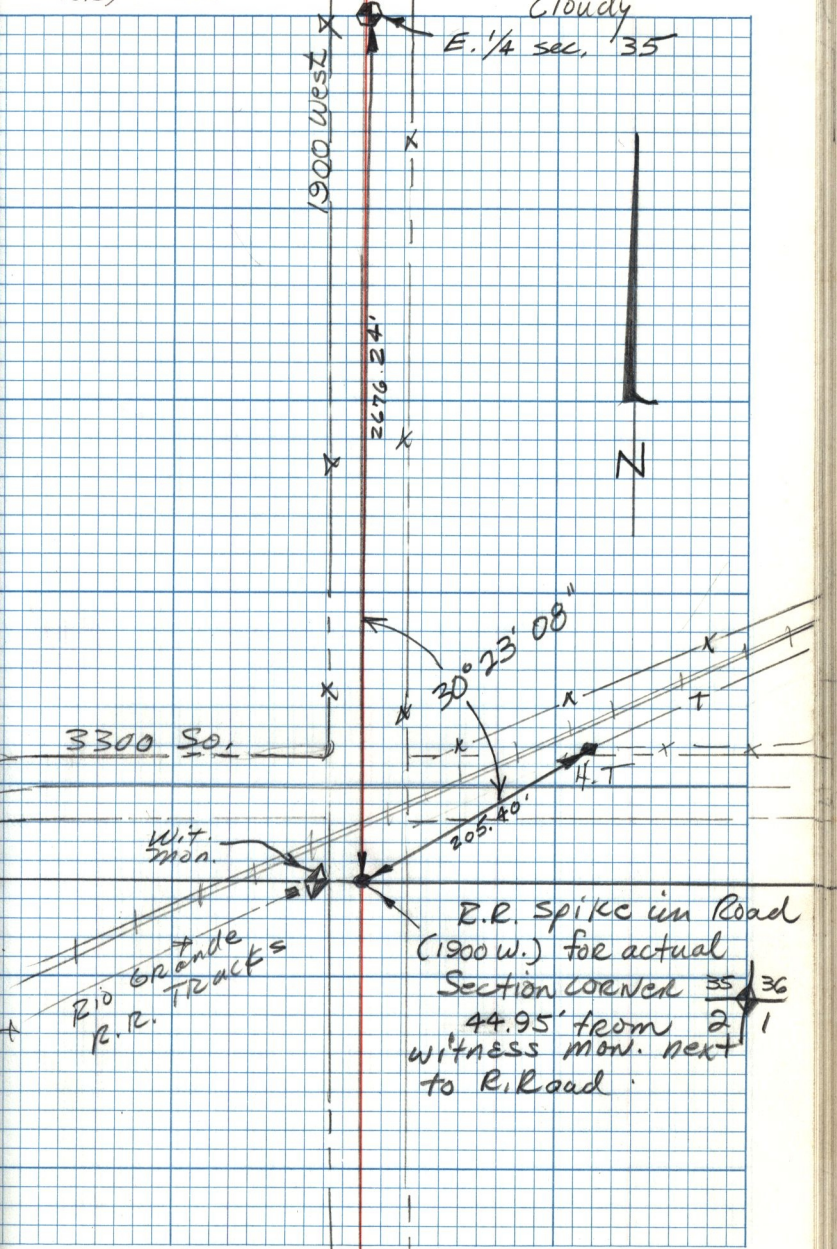 Cloudy
E. 1/4 sec. 35
1900 West
2676.24'
N
30° 23' 08"
3300 So.
H.T
205.40'
Wit.
mon.
R.R. Spike in Road
(1900 W.) for actual
Section corner 35 36
44.95' from 2 1
witness mon. next
to R.Road.
Rio Grande
R.R. Tracks